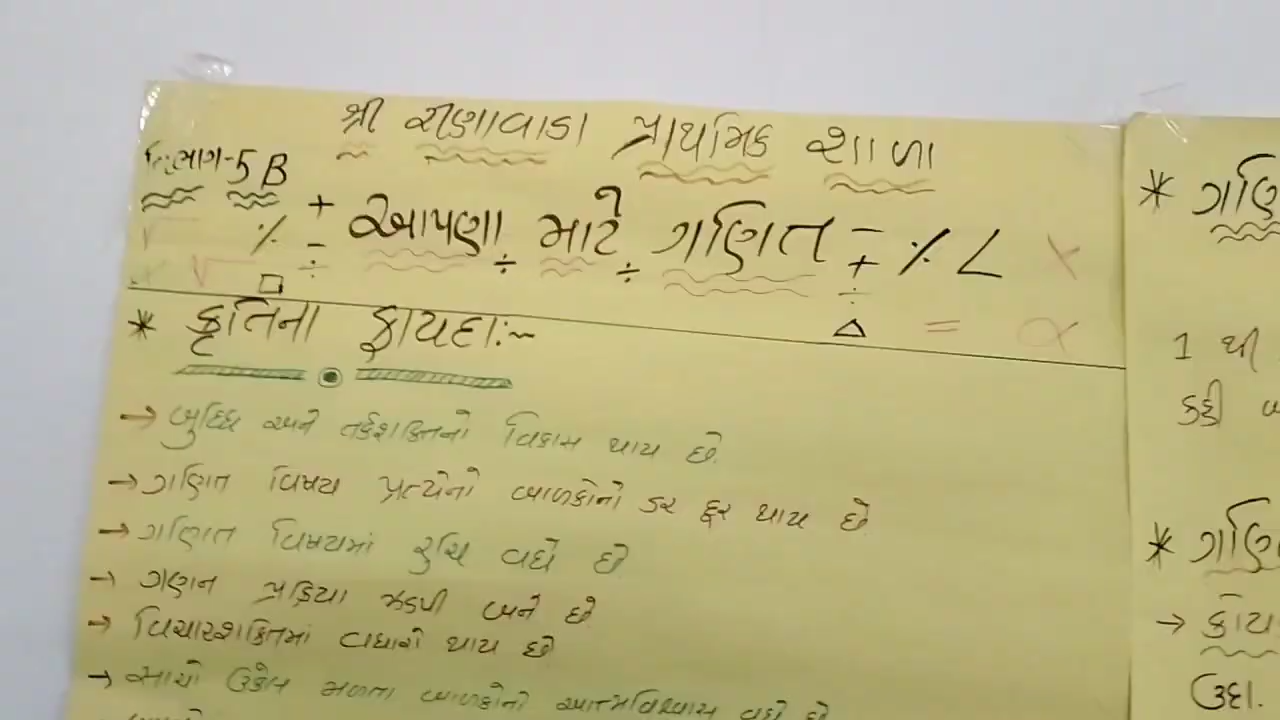 શ્રી રાણાવાડા પ્રાથમિક શાળા
વિભાગ-5 B
+ આપણા માટે ગણિત - % ∠ ×
% - ÷ ÷ ÷ + ÷
√ √ □ △ = α
* કૃતિના ફાયદા:~
→ બુદ્ધિ અને તર્કશક્તિનો વિકાસ થાય છે.
→ ગણિત વિષય પ્રત્યેનો બાળકોનો ડર દૂર થાય છે
→ ગણિત વિષયમાં રુચિ વધે છે
→ ગણન પ્રક્રિયા ઝડપી બને છે
→ વિચારશક્તિમાં વધારો થાય છે
→ સાચો ઉકેલ મળતા બાળકોનો આત્મવિશ્વાસ વધે છે
* ગણિ
1 થી
* ગણિ
→ કોય
ઉદા.